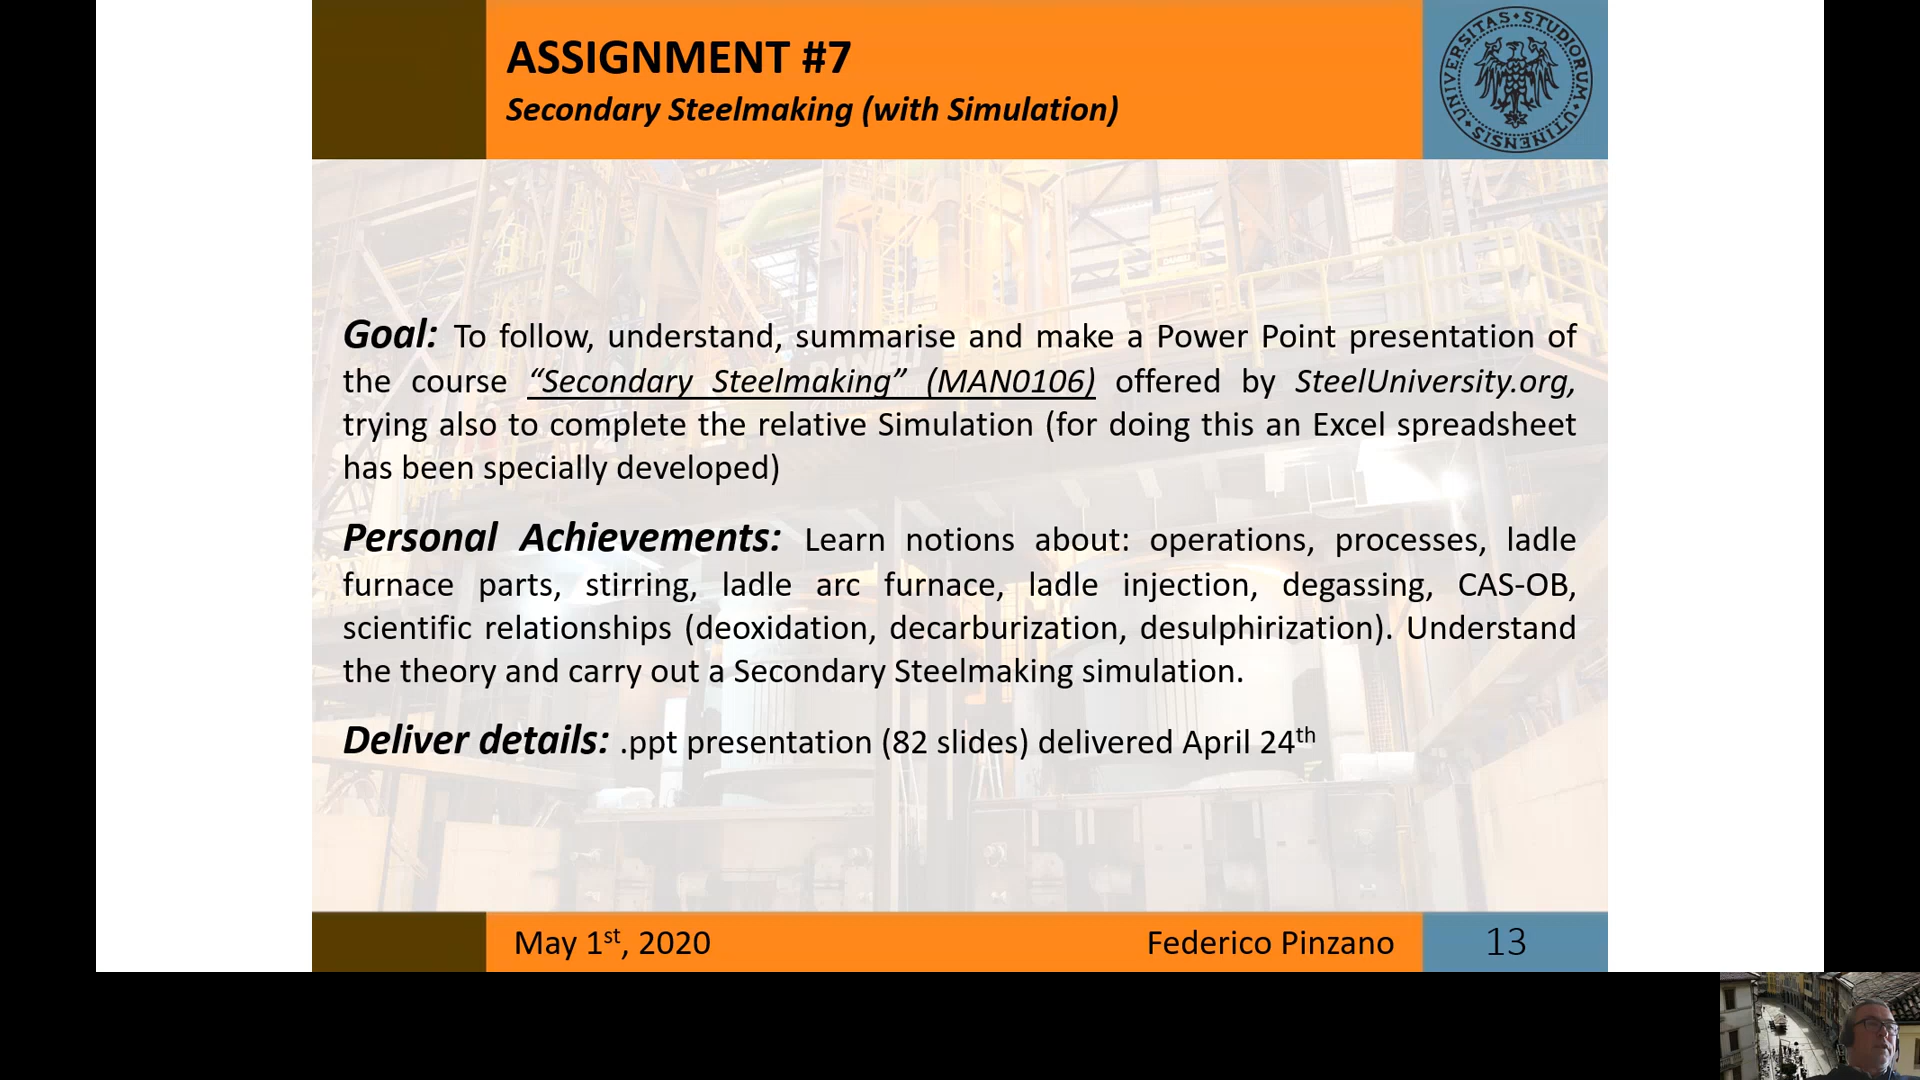 ASSIGNMENT #7
Secondary Steelmaking (with Simulation)
UNIVERSITAS STUDIORUM UTINENSIS
Goal: To follow, understand, summarise and make a Power Point presentation of
the course “Secondary Steelmaking” (MAN0106) offered by SteelUniversity.org,
trying also to complete the relative Simulation (for doing this an Excel spreadsheet
has been specially developed)
Personal Achievements: Learn notions about: operations, processes, ladle
furnace parts, stirring, ladle arc furnace, ladle injection, degassing, CAS-OB,
scientific relationships (deoxidation, decarburization, desulphirization). Understand
the theory and carry out a Secondary Steelmaking simulation.
Deliver details: .ppt presentation (82 slides) delivered April 24th
May 1st, 2020
Federico Pinzano
13